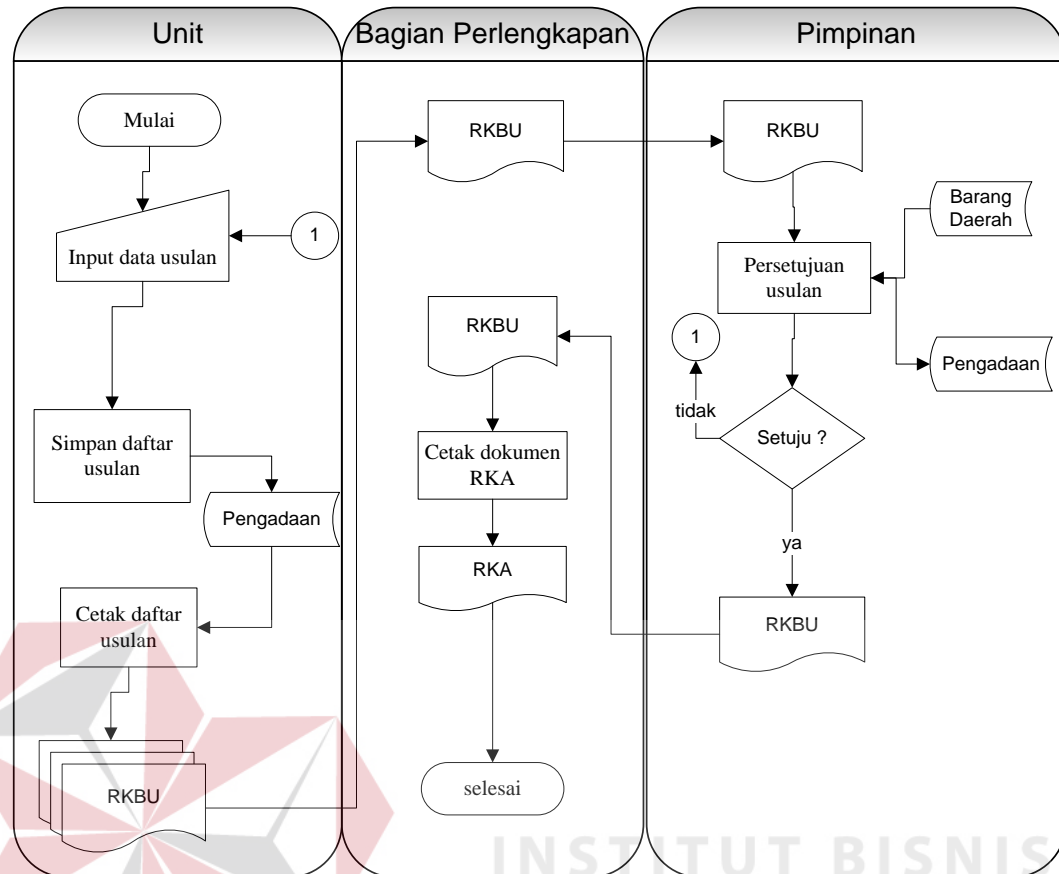 Unit
Bagian Perlengkapan
Pimpinan
Mulai
Input data usulan
1
Simpan daftar
usulan
Pengadaan
Cetak daftar
usulan
RKBU
RKBU
RKBU
Cetak dokumen
RKA
RKA
selesai
RKBU
Barang
Daerah
Persetujuan
usulan
Pengadaan
1
tidak
Setuju ?
ya
RKBU
INSTITUT BISNIS